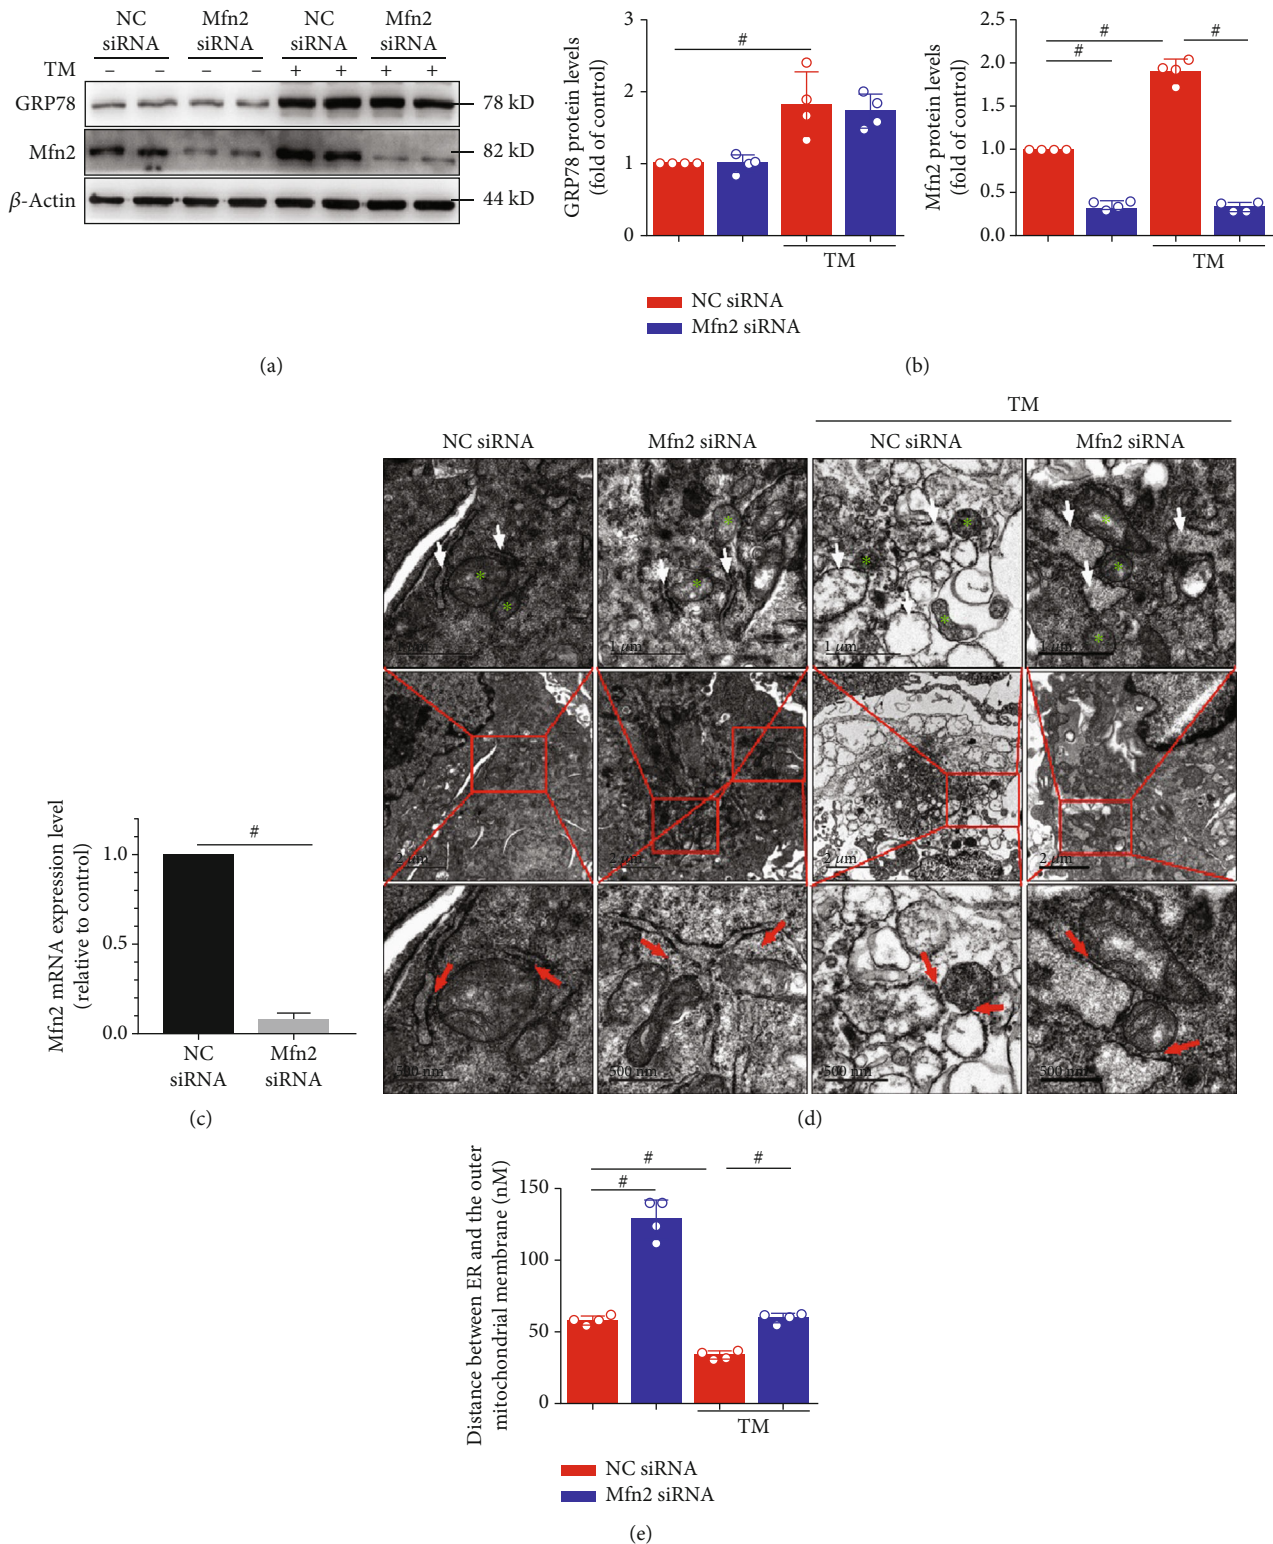 NC siRNA
Mfn2 siRNA
NC siRNA
Mfn2 siRNA
TM – – – – + + + +
GRP78 78 kD
Mfn2 82 kD
β-Actin 44 kD
(a)
GRP78 protein levels
(fold of control)
3
2
1
0
#
TM
Mfn2 protein levels
(fold of control)
2.5
2.0
1.5
1.0
0.5
0.0
#
#
#
TM
NC siRNA
Mfn2 siRNA
(b)
Mfn2 mRNA expression level
(relative to control)
1.0
0.5
0.0
#
NC
siRNA
Mfn2
siRNA
(c)
TM
NC siRNA Mfn2 siRNA NC siRNA Mfn2 siRNA
* * * * * * * * * *
1 μm 1 μm 1 μm 1 μm
2 μm 2 μm 2 μm 2 μm
500 nm 500 nm 500 nm 500 nm
(d)
Distance between ER and the outer
mitochondrial membrane (nM)
150
100
50
0
#
#
#
TM
NC siRNA
Mfn2 siRNA
(e)